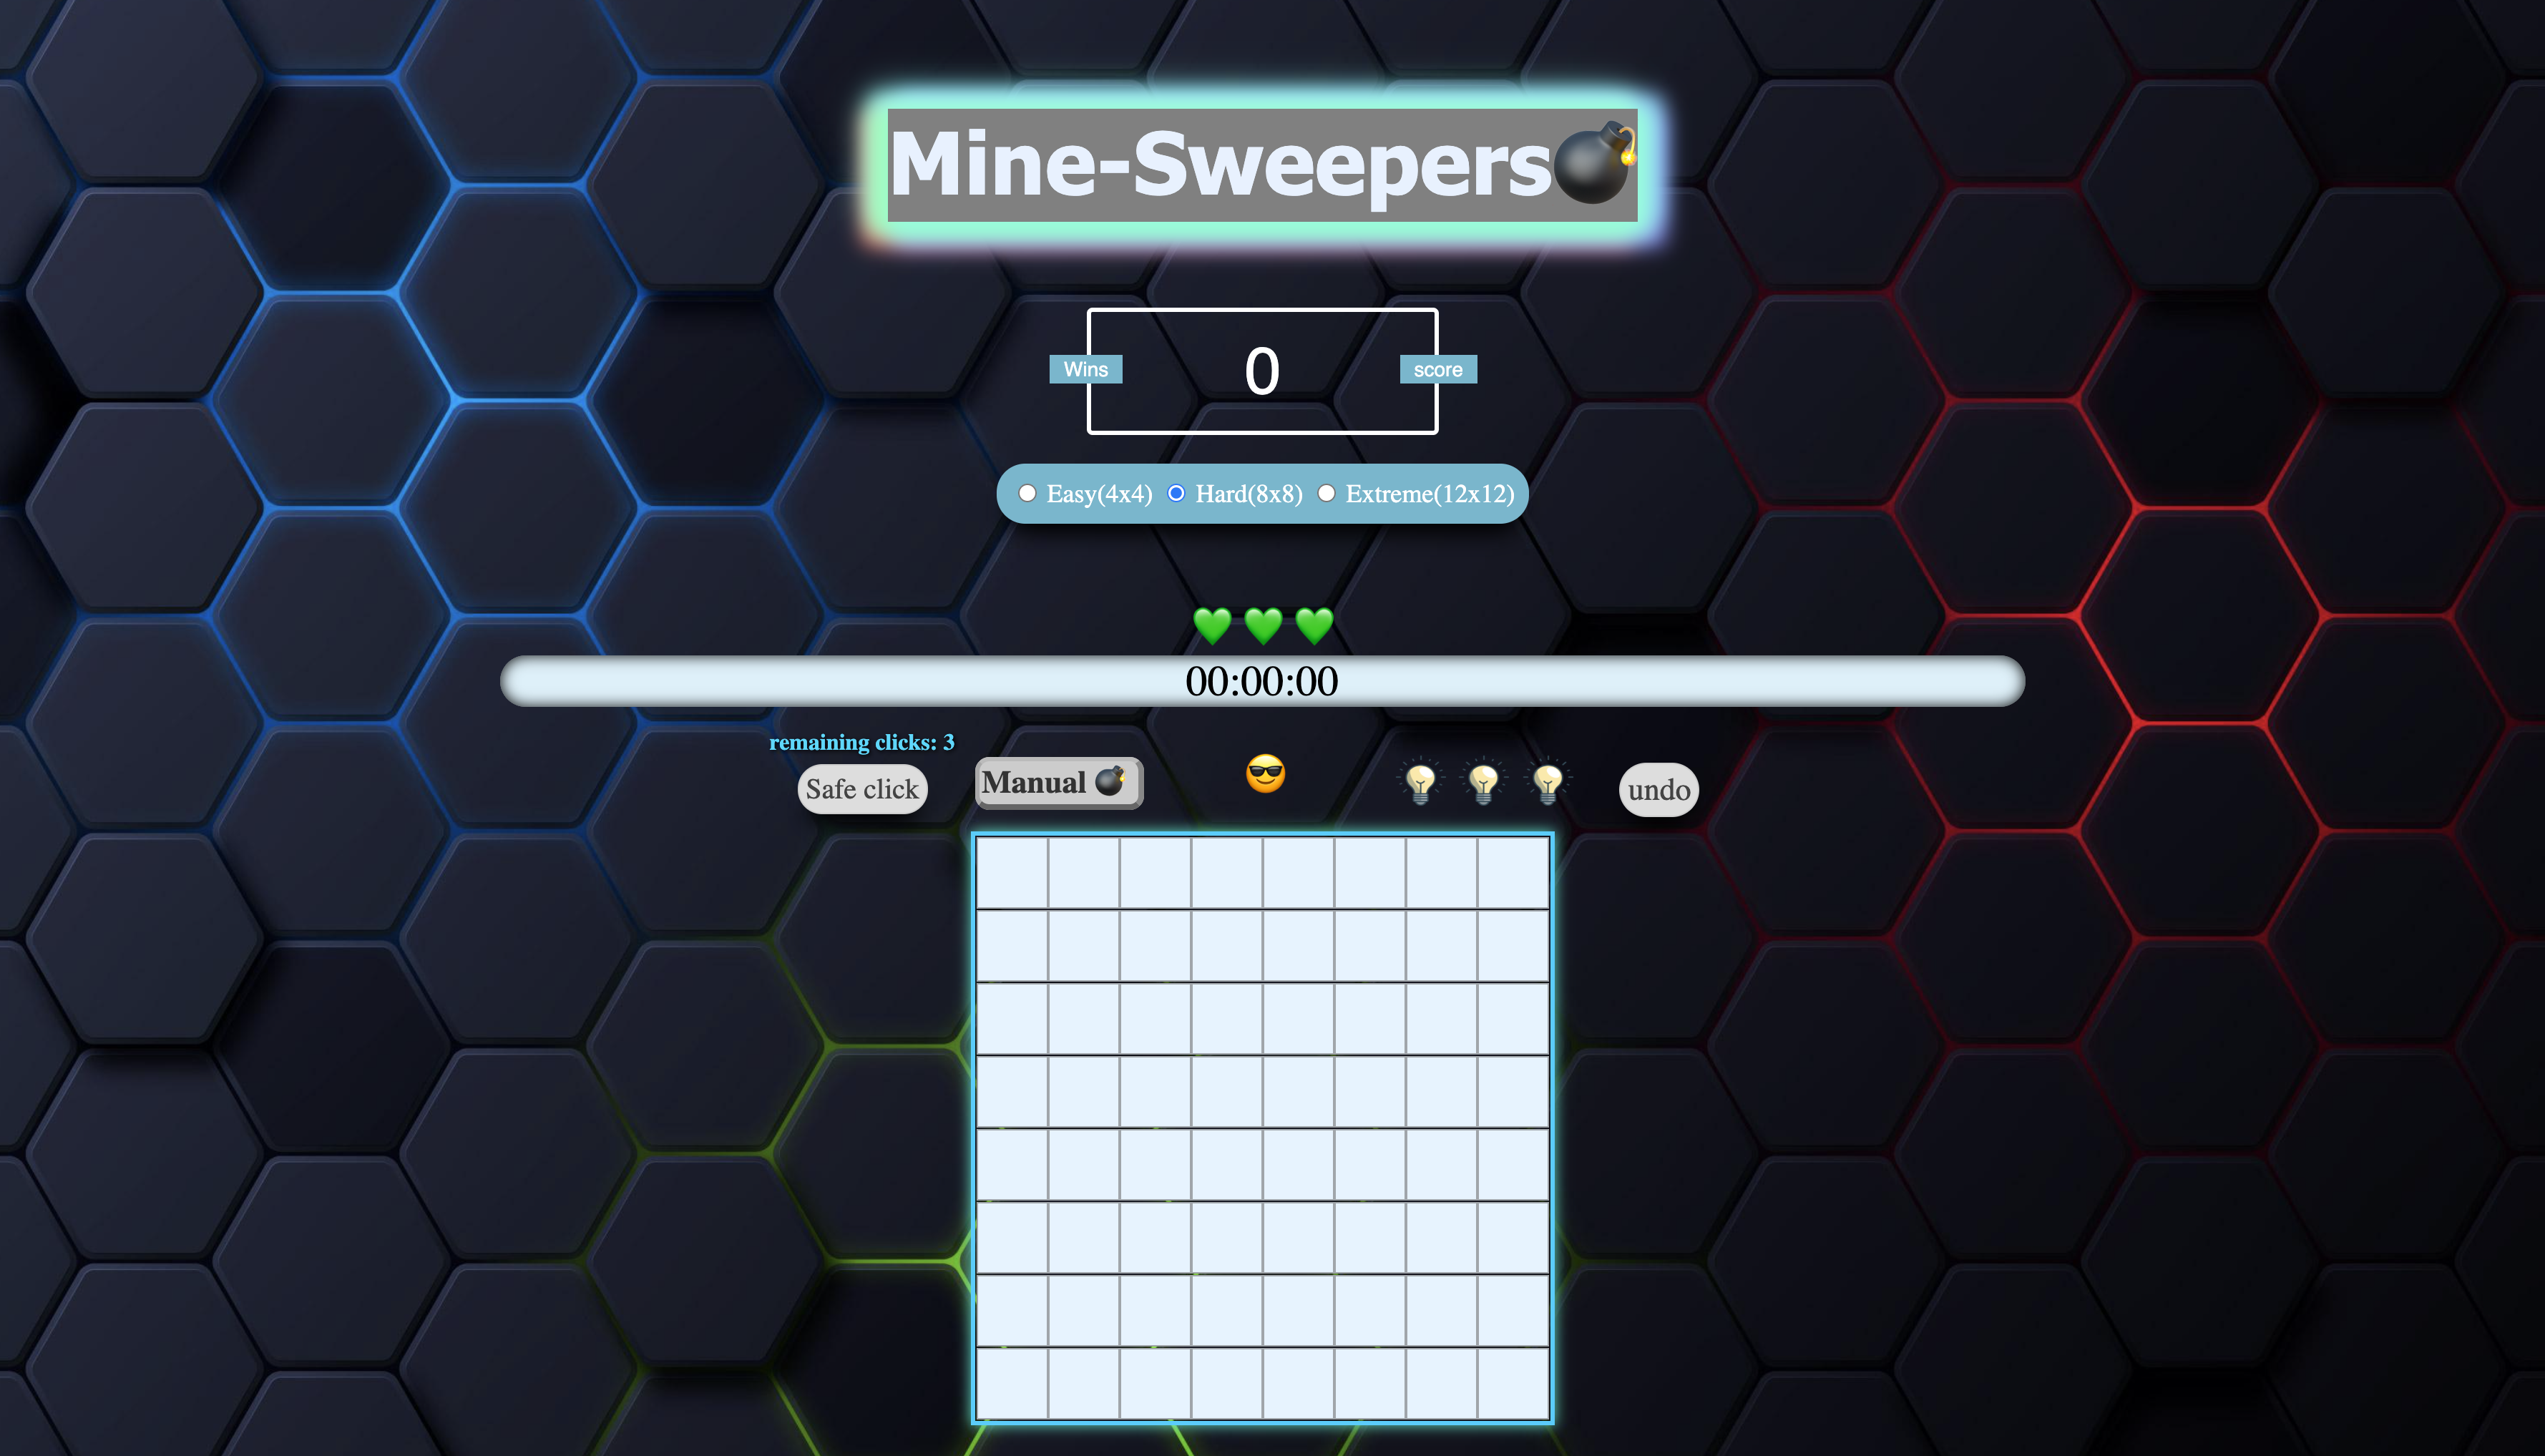 Mine-Sweepers
Wins 0 score
Easy(4x4) Hard(8x8) Extreme(12x12)
00:00:00
remaining clicks: 3
Safe click Manual undo